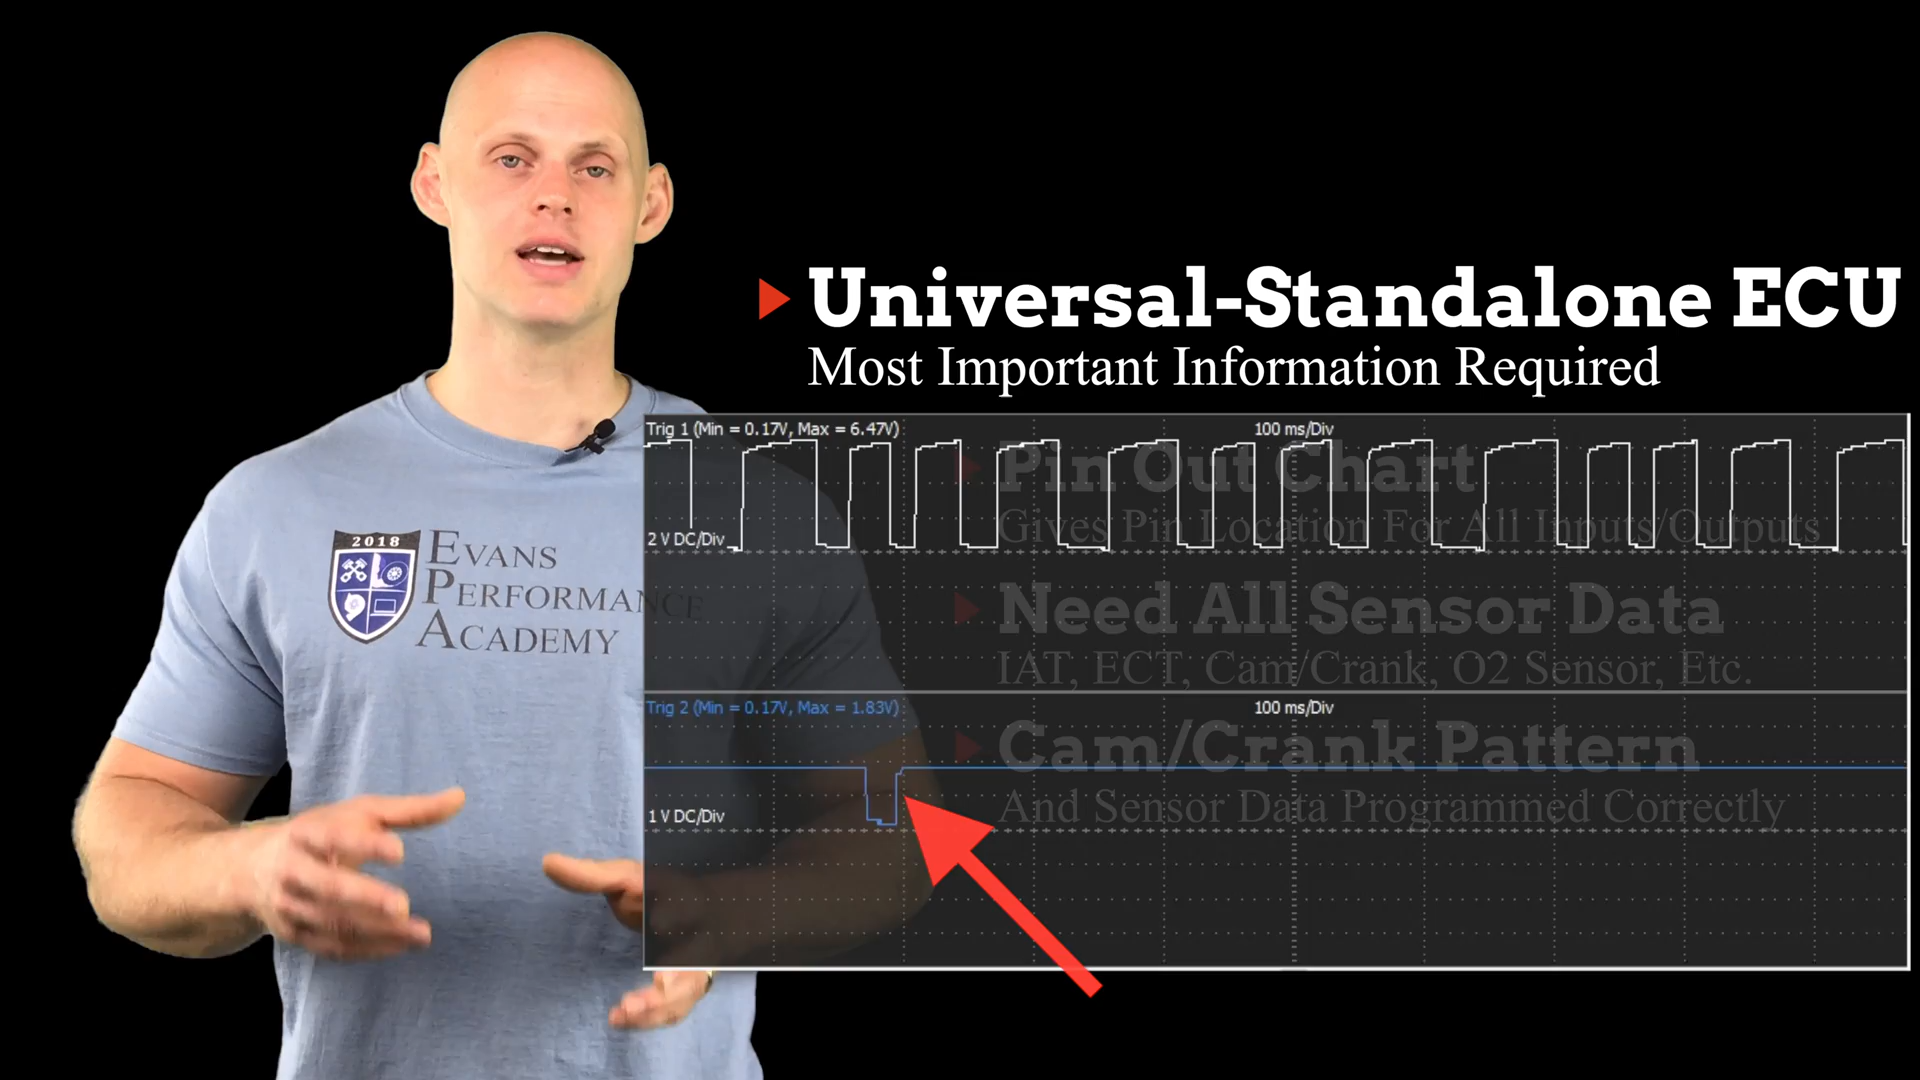 Universal-Standalone ECU
Most Important Information Required
Trig 1 (Min = 0.17V, Max = 6.47V)
100 ms/Div
Pin Out Chart
Gives Pin Location For All Inputs/Outputs
2 V DC/Div
Need All Sensor Data
IAT, ECT, Cam/Crank, O2 Sensor, Etc.
Trig 2 (Min = 0.17V, Max = 1.83V)
100 ms/Div
Cam/Crank Pattern
And Sensor Data Programmed Correctly
1 V DC/Div
2018
EVANS
PERFORMANCE
ACADEMY